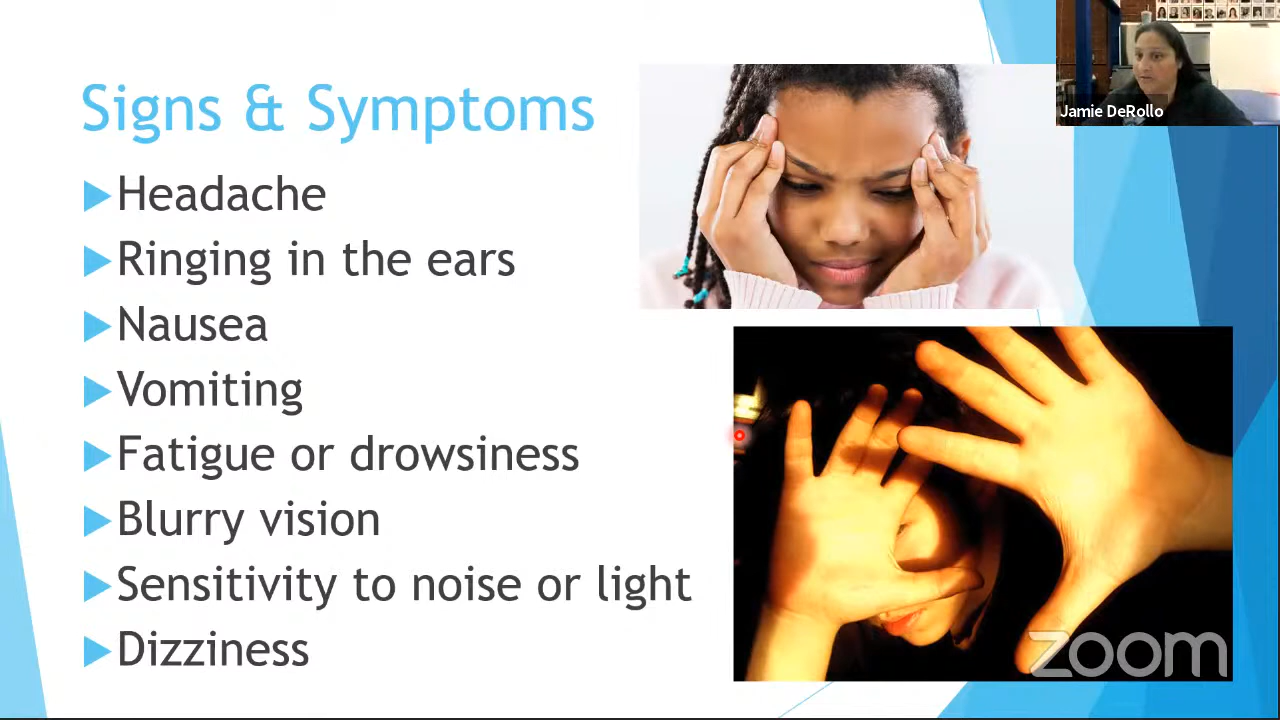 Signs & Symptoms
Headache
Ringing in the ears
Nausea
Vomiting
Fatigue or drowsiness
Blurry vision
Sensitivity to noise or light
Dizziness
Jamie DeRollo
zoom